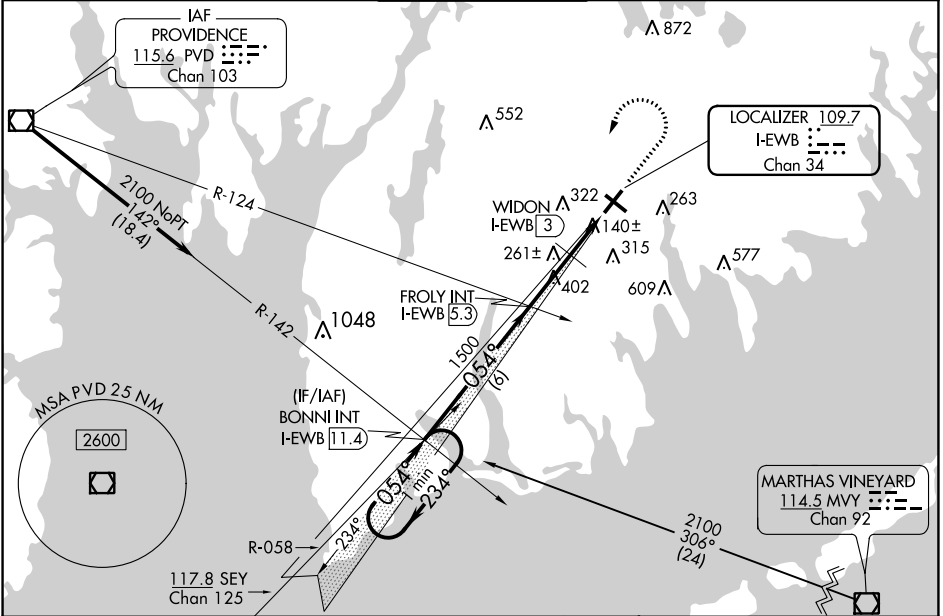 IAF
PROVIDENCE
115.6 PVD
Chan 103
872
552
LOCALIZER 109.7
I-EWB
Chan 34
R-124
2100 NoPT
142°
(18.4)
WIDON
I-EWB 3
322
263
140±
261±
315
577
402
609
FROLY INT
I-EWB 5.3
R-142
1048
1500
054°
(6)
MSA PVD 25 NM
2600
(IF/IAF)
BONNI INT
I-EWB 11.4
054°
1 min
234°
234°
MARTHAS VINEYARD
114.5 MVY
Chan 92
2100
306°
(24)
R-058
117.8 SEY
Chan 125